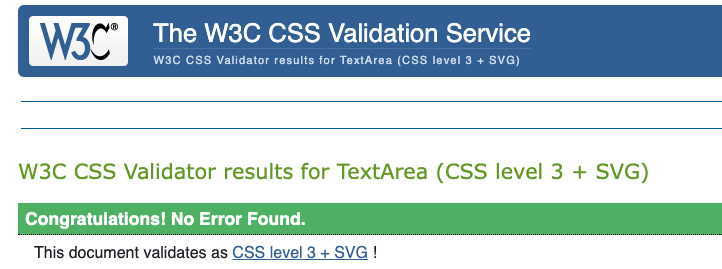 W3C® The W3C CSS Validation Service
W3C CSS Validator results for TextArea (CSS level 3 + SVG)
W3C CSS Validator results for TextArea (CSS level 3 + SVG)
Congratulations! No Error Found.
This document validates as CSS level 3 + SVG !